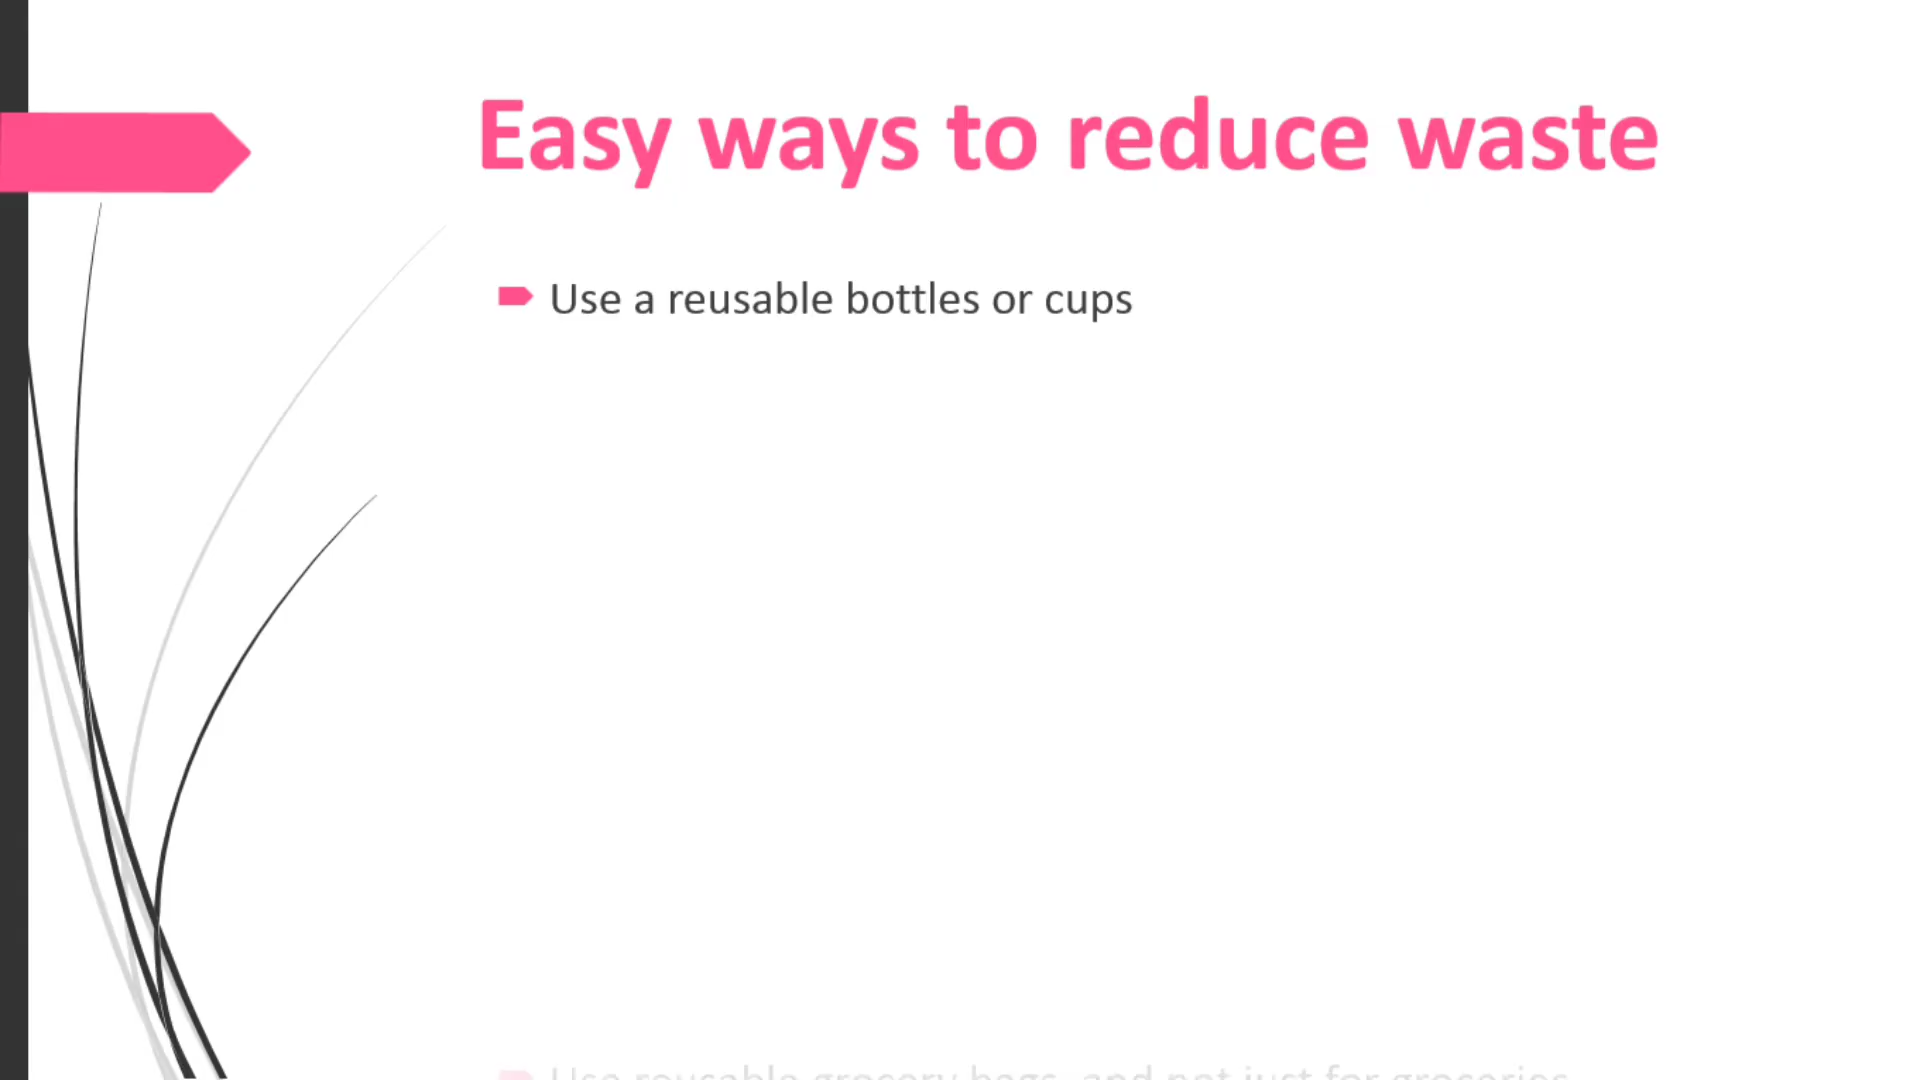 Easy ways to reduce waste
Use a reusable bottles or cups
Use reusable grocery bags, and not just for groceries